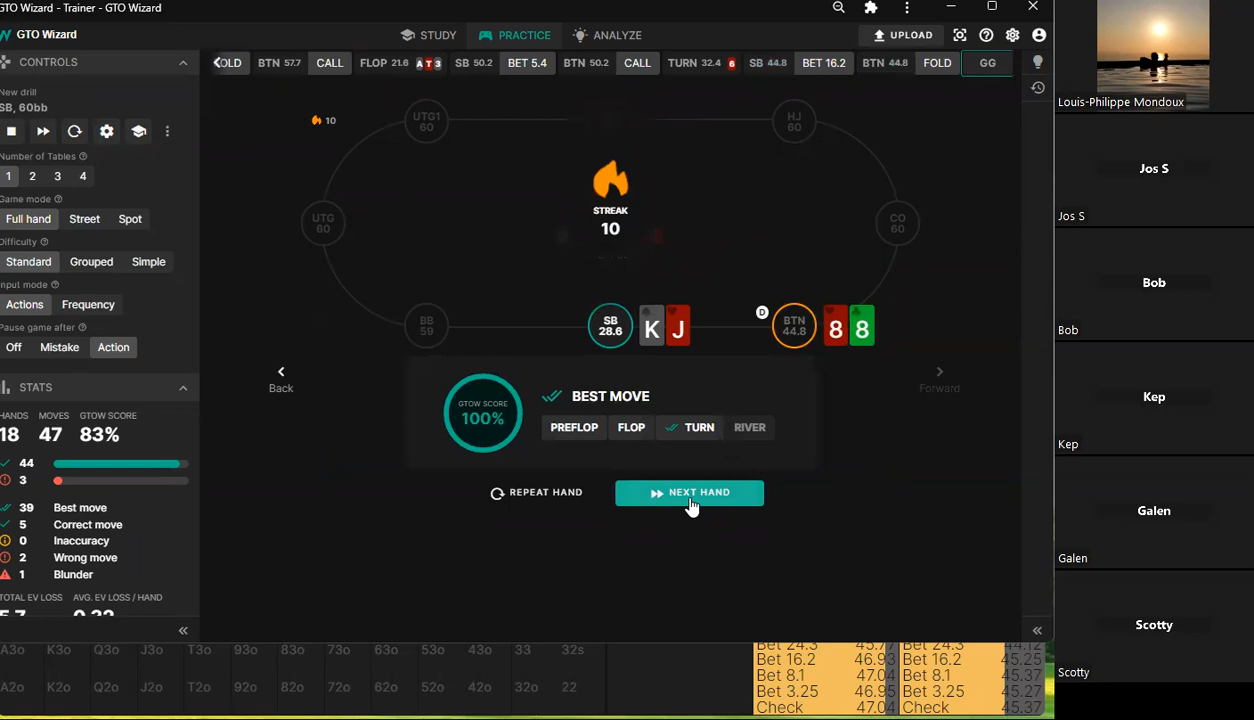 GTO Wizard - Trainer - GTO Wizard
GTO Wizard
STUDY
PRACTICE
ANALYZE
UPLOAD
CONTROLS
OLD
BTN 57.7
CALL
FLOP 21.6 A T 3
SB 50.2
BET 5.4
BTN 50.2
CALL
TURN 32.4 6
SB 44.8
BET 16.2
BTN 44.8
FOLD
GG
New drill
SB, 60bb
Number of Tables
1 2 3 4
Game mode
Full hand Street Spot
Difficulty
Standard Grouped Simple
Input mode
Actions Frequency
Pause game after
Off Mistake Action
STATS
HANDS MOVES GTOW SCORE
18 47 83%
44
3
39 Best move
5 Correct move
0 Inaccuracy
2 Wrong move
1 Blunder
TOTAL EV LOSS AVG. EV LOSS / HAND
10
UTG1
60
HJ
60
UTG
60
CO
60
STREAK
10
BB
59
SB
28.6
K J
D
BTN
44.8
8 8
Back
Forward
GTOW SCORE
100%
BEST MOVE
PREFLOP FLOP TURN RIVER
REPEAT HAND
NEXT HAND
A3o K3o Q3o J3o T3o 93o 83o 73o 63o 53o 43o 33 32s
A2o K2o Q2o J2o T2o 92o 82o 72o 62o 52o 42o 32o 22
Bet 24.3 45.77 Bet 24.3 44.12
Bet 16.2 46.93 Bet 16.2 45.25
Bet 8.1 47.04 Bet 8.1 45.37
Bet 3.25 46.95 Bet 3.25 45.27
Check 47.04 Check 45.37
Louis-Philippe Mondoux
Jos S
Jos S
Bob
Bob
Kep
Kep
Galen
Galen
Scotty
Scotty